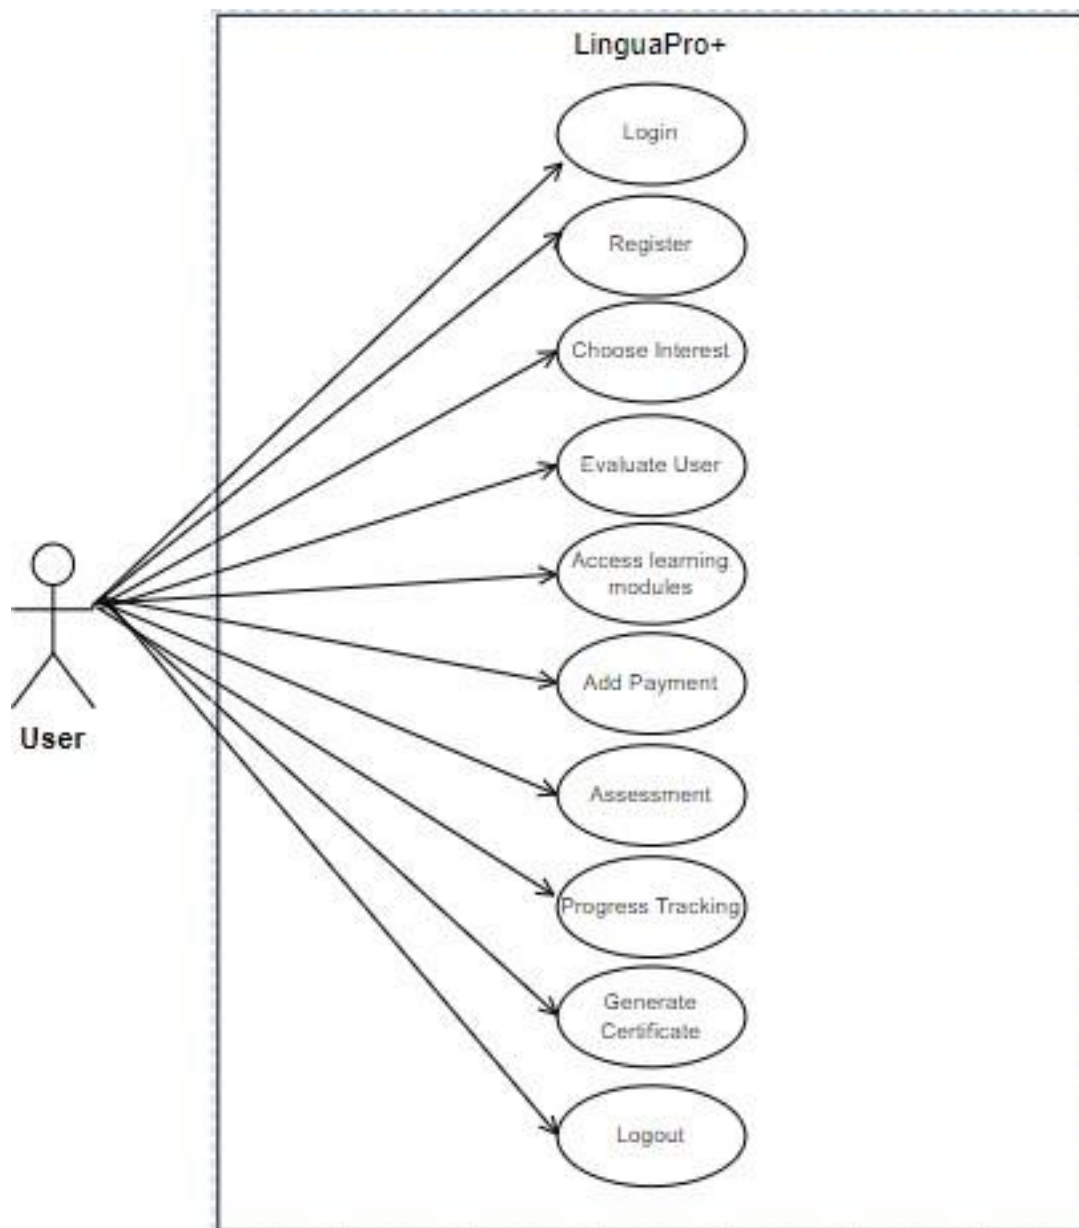 LinguaPro+
Login
Register
Choose Interest
Evaluate User
Access learning
modules
Add Payment
User
Assessment
Progress Tracking
Generate
Certificate
Logout